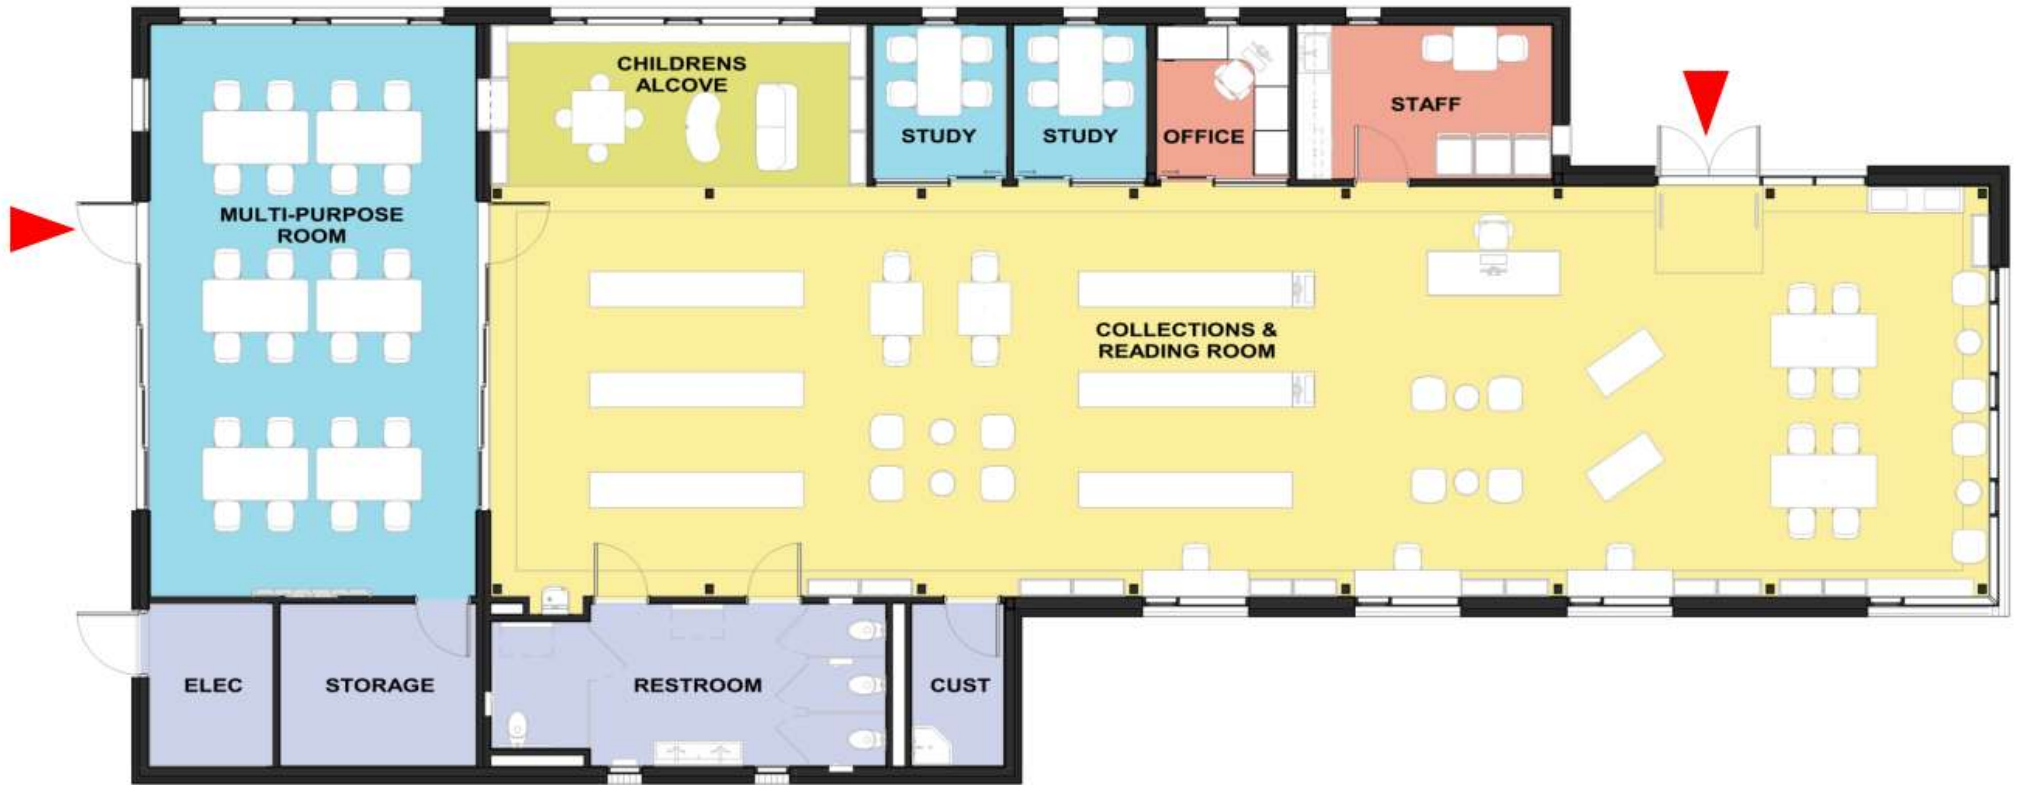 CHILDRENS
ALCOVE
STUDY
STUDY
OFFICE
STAFF
MULTI-PURPOSE
ROOM
COLLECTIONS &
READING ROOM
ELEC
STORAGE
RESTROOM
CUST